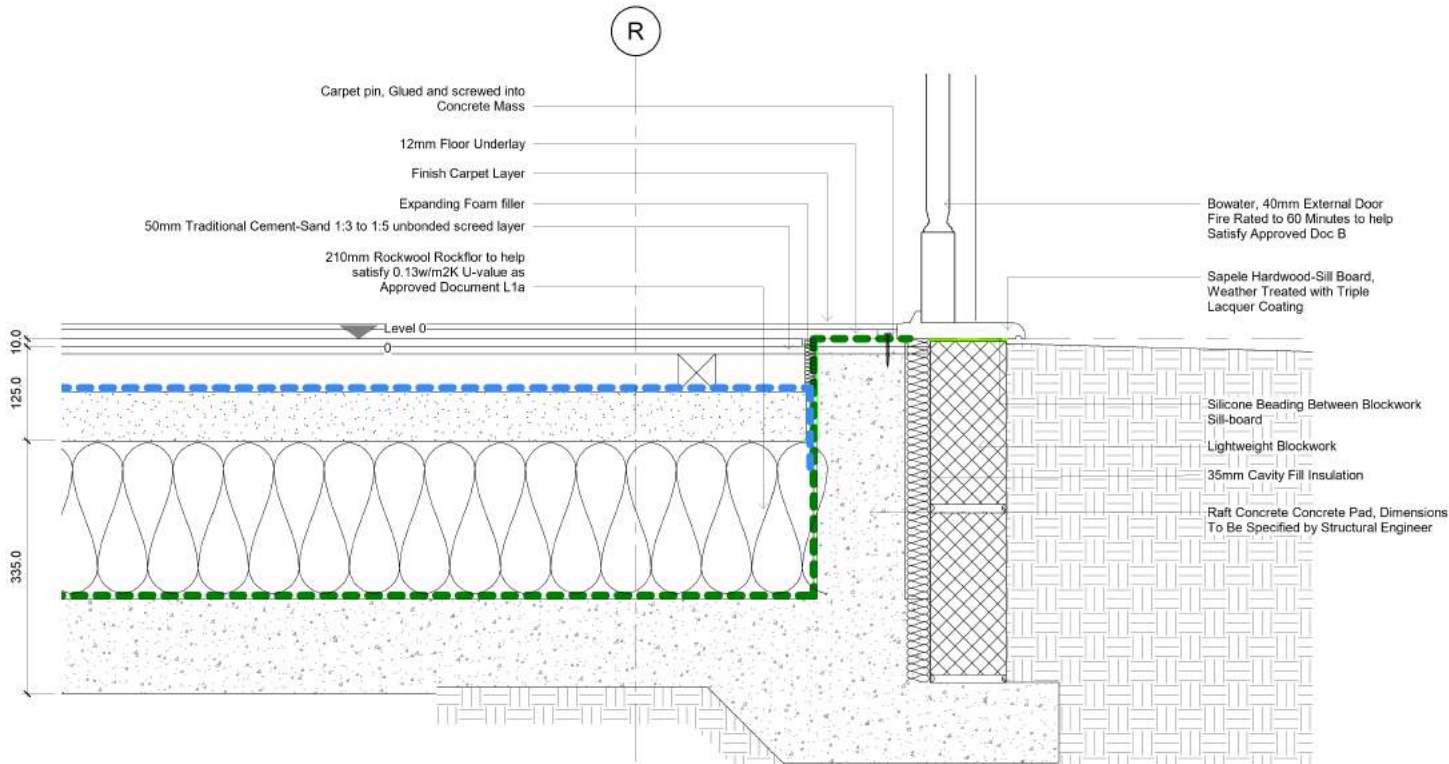 R
Carpet pin, Glued and screwed into
Concrete Mass
12mm Floor Underlay
Finish Carpet Layer
Expanding Foam filler
50mm Traditional Cement-Sand 1:3 to 1:5 unbonded screed layer
210mm Rockwool Rockflor to help
satisfy 0.13w/m2K U-value as
Approved Document L1a
Bowater, 40mm External Door
Fire Rated to 60 Minutes to help
Satisfy Approved Doc B
Sapele Hardwood-Sill Board,
Weather Treated with Triple
Lacquer Coating
Level 0
0
10.0
125.0
335.0
Silicone Beading Between Blockwork
Sill-board
Lightweight Blockwork
35mm Cavity Fill Insulation
Raft Concrete Concrete Pad, Dimensions
To Be Specified by Structural Engineer